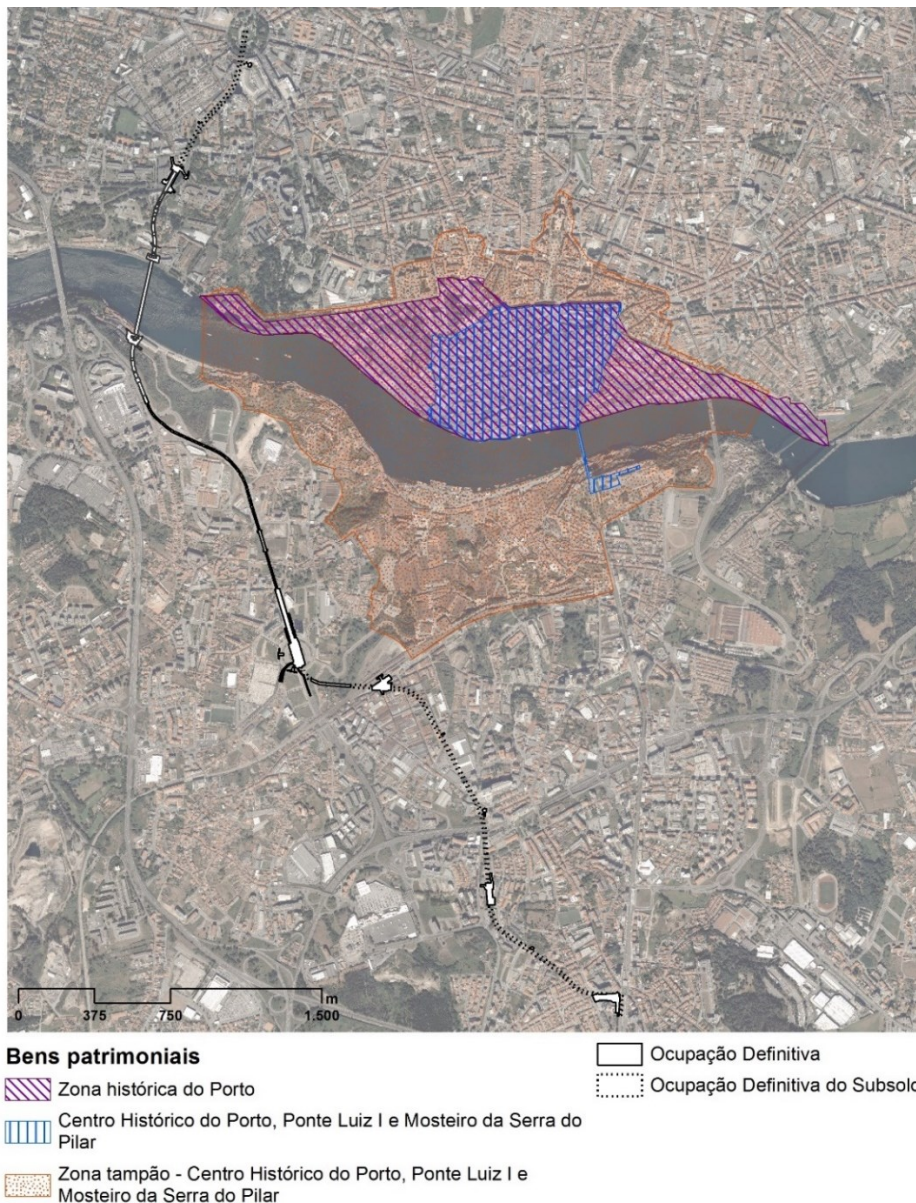 0 375 750 1.500 m
Bens patrimoniais
Zona histórica do Porto
Centro Histórico do Porto, Ponte Luiz I e Mosteiro da Serra do
Pilar
Zona tampão - Centro Histórico do Porto, Ponte Luiz I e
Mosteiro da Serra do Pilar
Ocupação Definitiva
Ocupação Definitiva do Subsolo